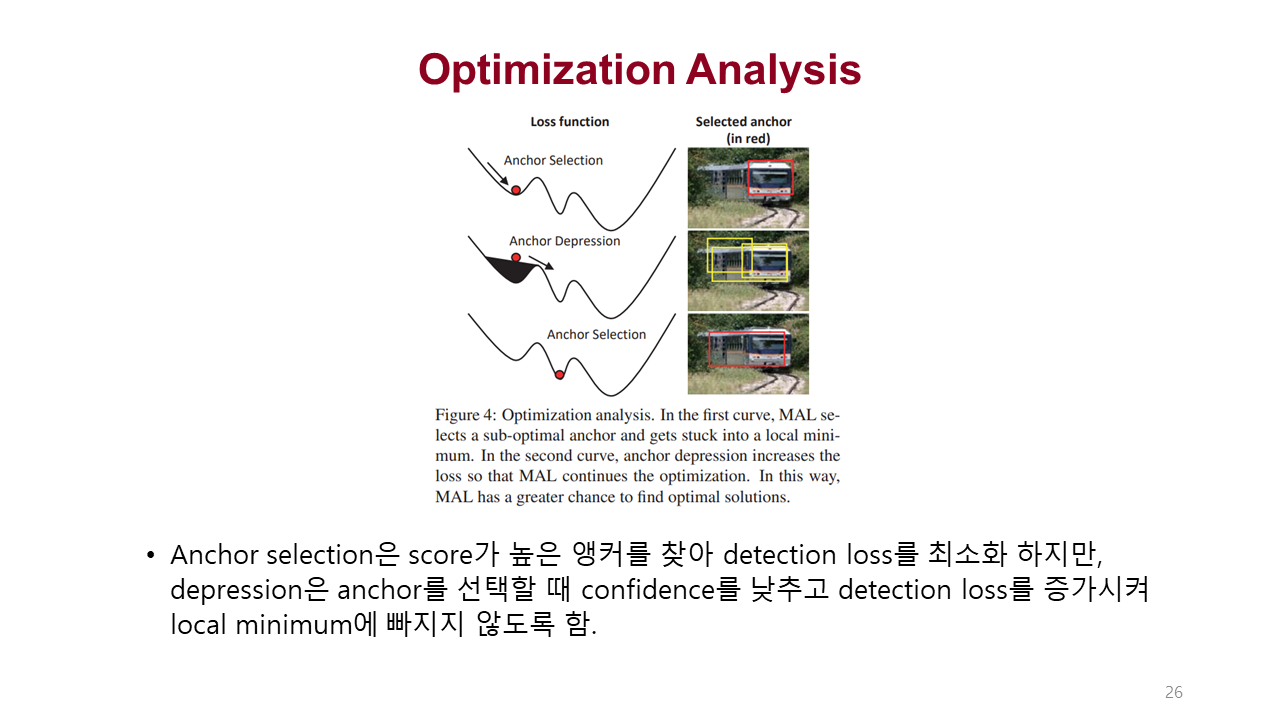 Optimization Analysis
Loss function
Selected anchor
(in red)
Anchor Selection
Anchor Depression
Anchor Selection
Figure 4: Optimization analysis. In the first curve, MAL se-
lects a sub-optimal anchor and gets stuck into a local mini-
mum. In the second curve, anchor depression increases the
loss so that MAL continues the optimization. In this way,
MAL has a greater chance to find optimal solutions.
• Anchor selection은 score가 높은 앵커를 찾아 detection loss를 최소화 하지만,
depression은 anchor를 선택할 때 confidence를 낮추고 detection loss를 증가시켜
local minimum에 빠지지 않도록 함.
26